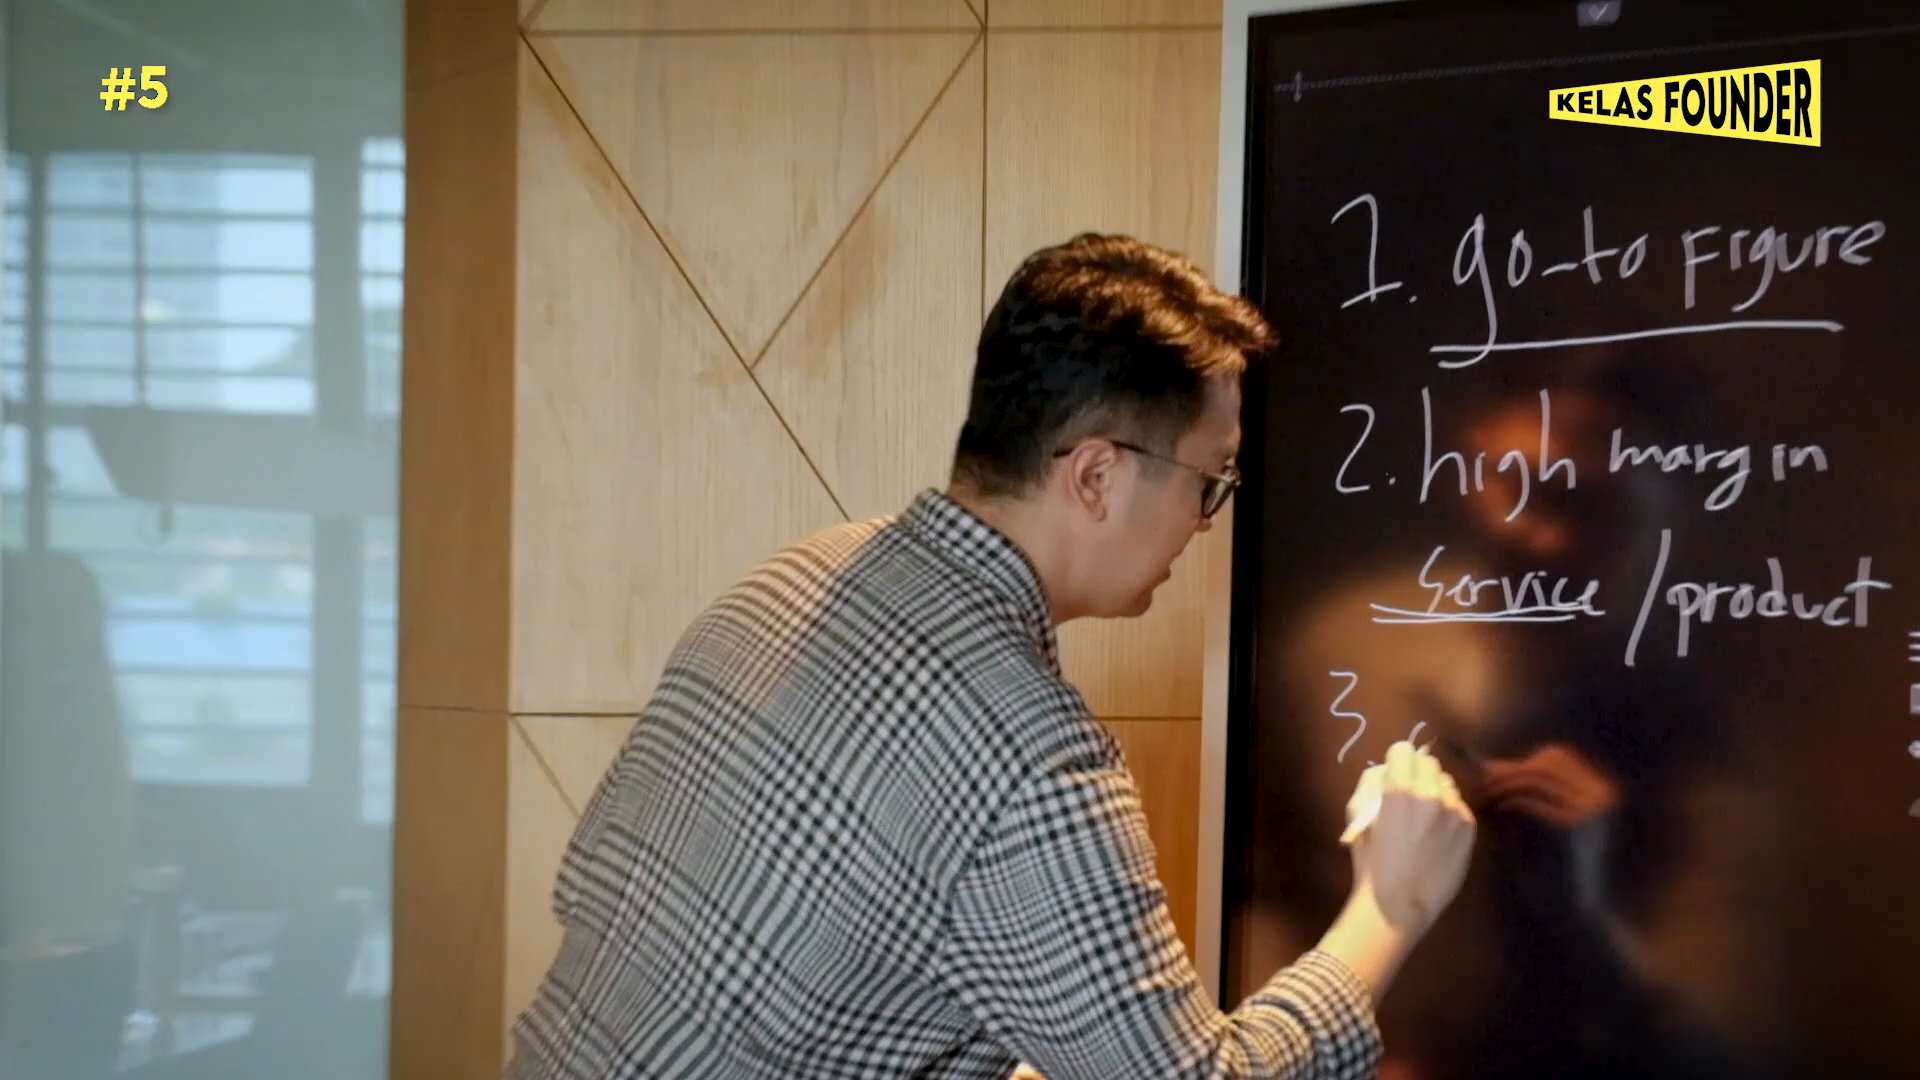 #5
KELAS FOUNDER
1. go-to figure
2. high margin
service / product
3.